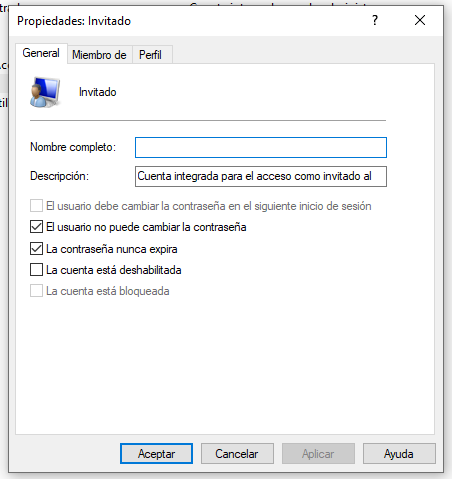 Propiedades: Invitado
?
General
Miembro de
Perfil
Invitado
Nombre completo:
Descripción:
Cuenta integrada para el acceso como invitado al
El usuario debe cambiar la contraseña en el siguiente inicio de sesión
El usuario no puede cambiar la contraseña
La contraseña nunca expira
La cuenta está deshabilitada
La cuenta está bloqueada
Aceptar
Cancelar
Aplicar
Ayuda